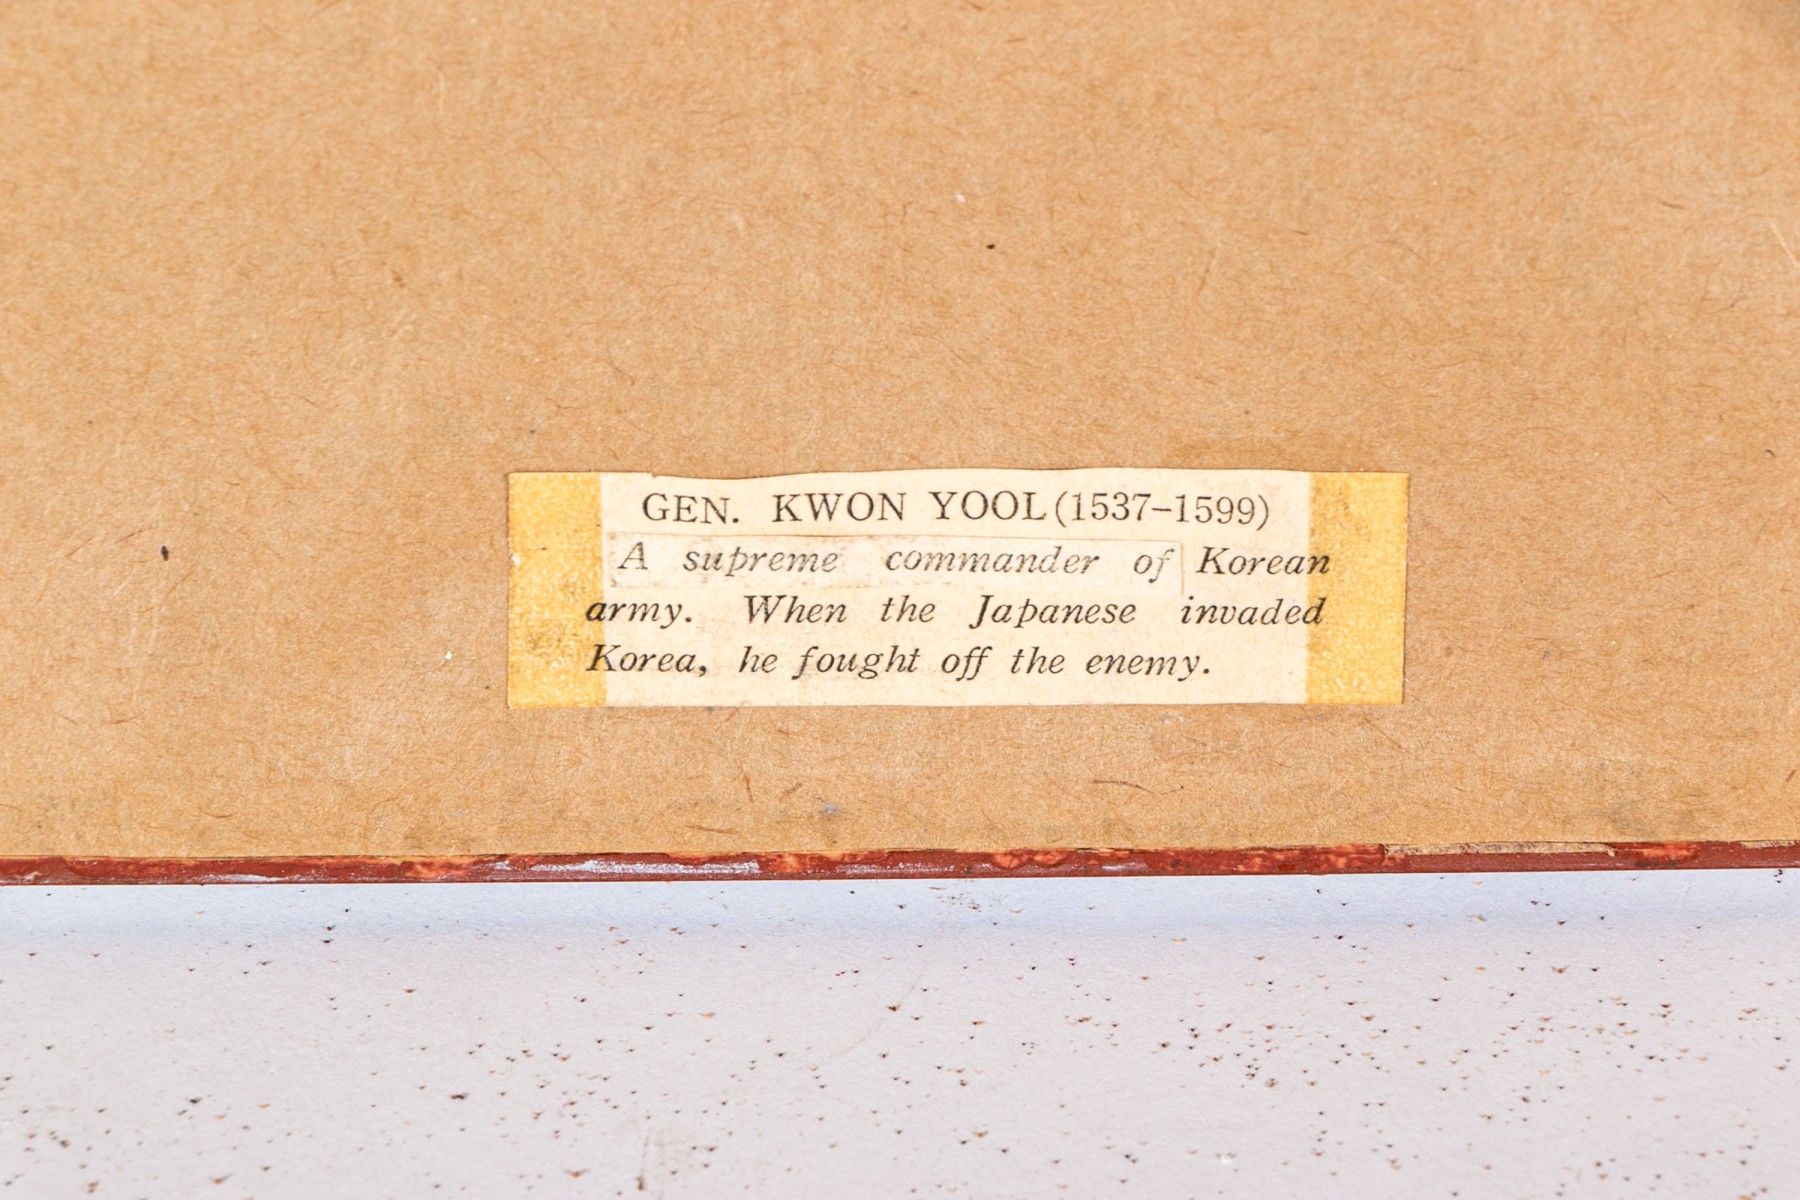 GEN. KWON YOOL(1537–1599)
A supreme commander of Korean
army. When the Japanese invaded
Korea, he fought off the enemy.